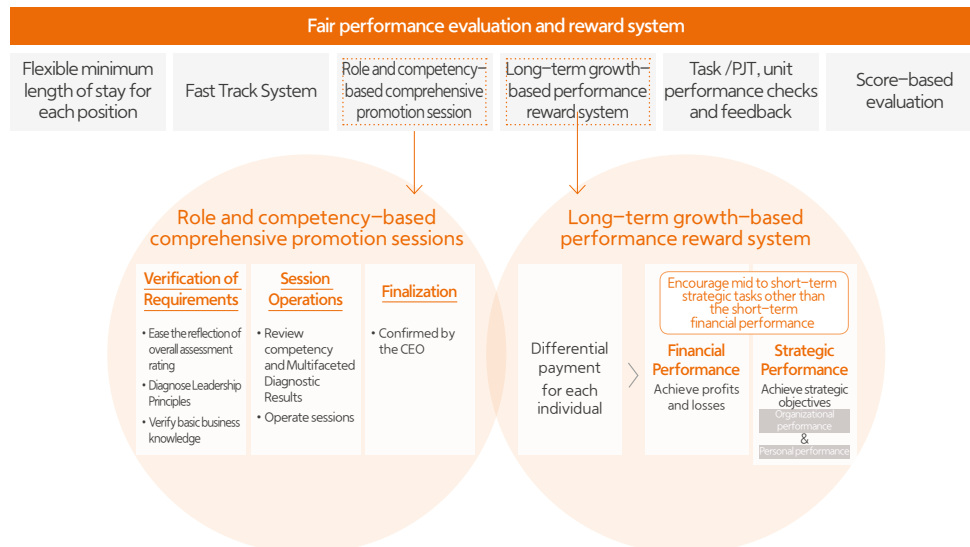 Fair performance evaluation and reward system
Flexible minimum
length of stay for
each position
Fast Track System
Role and competency-
based comprehensive
promotion session
Long-term growth-
based performance
reward system
Task /PJT, unit
performance checks
and feedback
Score-based
evaluation
Role and competency-based
comprehensive promotion sessions
Verification of
Requirements
• Ease the reflection of
overall assessment
rating
• Diagnose Leadership
Principles
• Verify basic business
knowledge
Session
Operations
• Review
competency
and Multifaceted
Diagnostic
Results
• Operate sessions
Finalization
• Confirmed by
the CEO
Long-term growth-based
performance reward system
Differential
payment
for each
individual
Encourage mid to short-term
strategic tasks other than
the short-term
financial performance
Financial
Performance
Achieve profits
and losses
Strategic
Performance
Achieve strategic
objectives
Organizational
performance
&
Personal performance